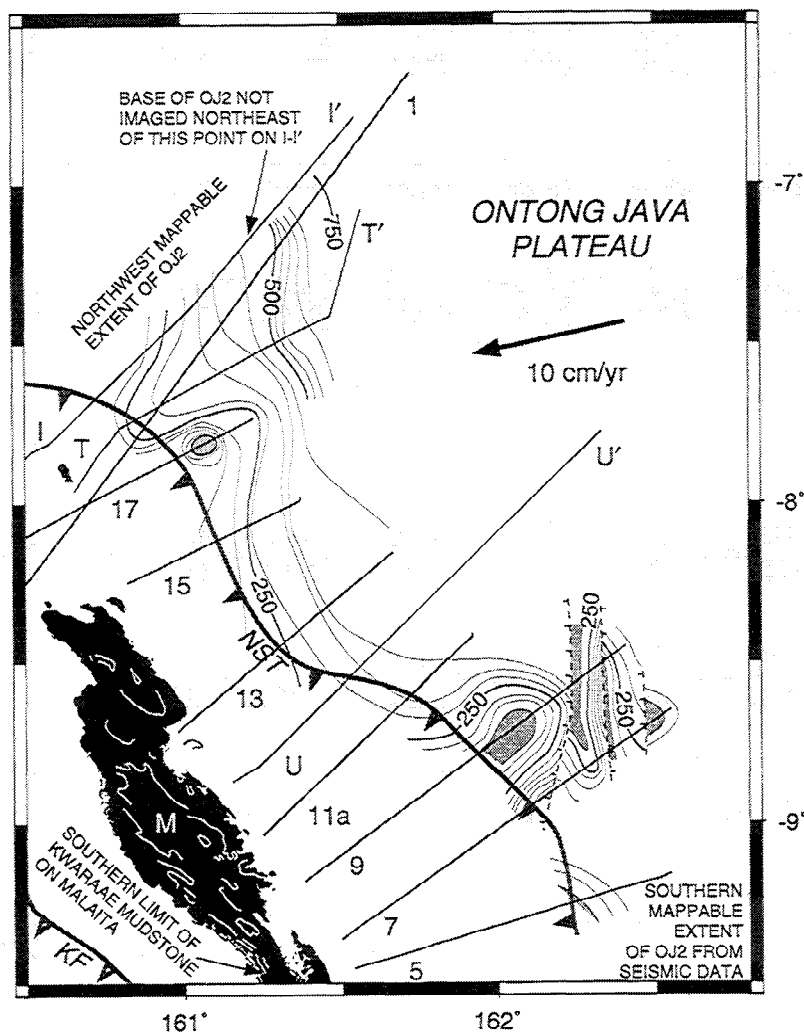 BASE OF OJ2 NOT
IMAGED NORTHEAST
OF THIS POINT ON I-I'
I'
1
-7°
NORTHWEST MAPPABLE
EXTENT OF OJ2
750
T'
ONTONG JAVA
PLATEAU
500
10 cm/yr
I
T
U'
17
-8°
15
250
NST
250
13
250
250
U
M
11a
-9°
9
SOUTHERN LIMIT OF
KWARAAE MUDSTONE
ON MALAITA
7
SOUTHERN
MAPPABLE
EXTENT
OF OJ2 FROM
SEISMIC DATA
KF
5
161°
162°